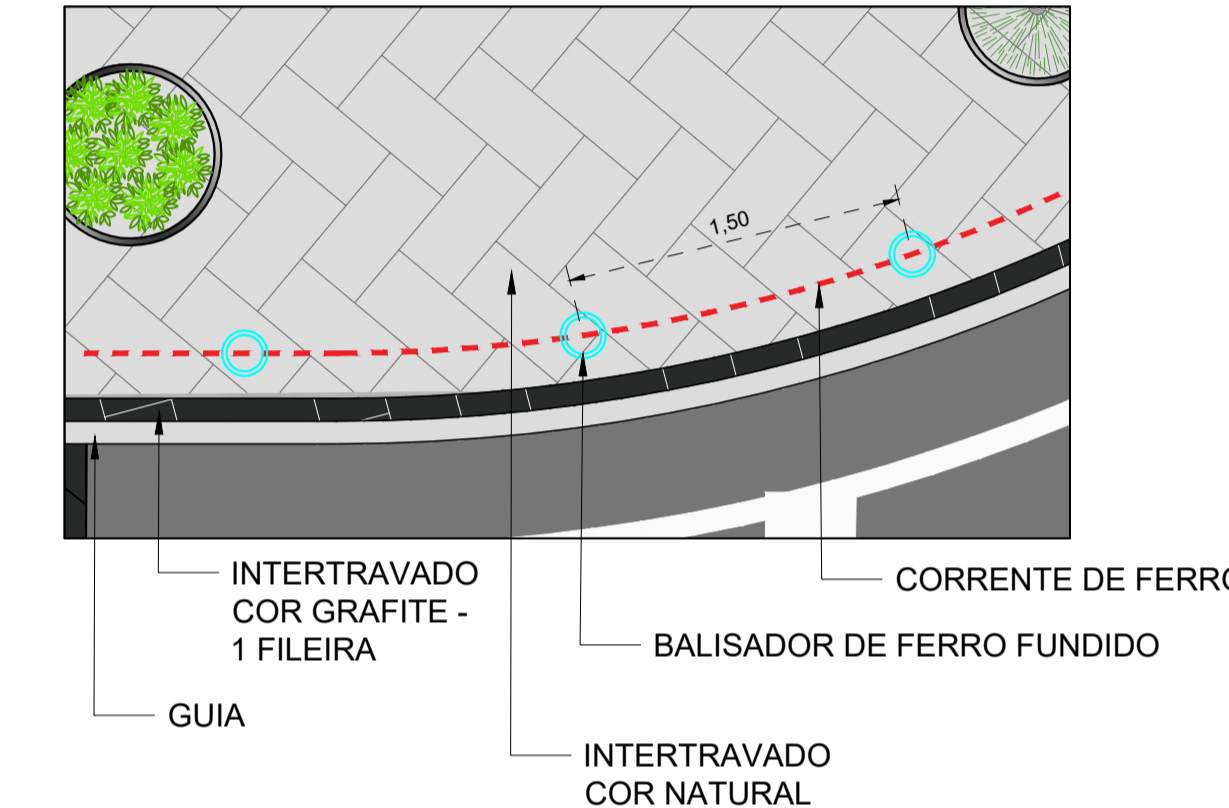 1,50
INTERTRAVADO
COR GRAFITE -
1 FILEIRA
CORRENTE DE FERRO
BALISADOR DE FERRO FUNDIDO
GUIA
INTERTRAVADO
COR NATURAL